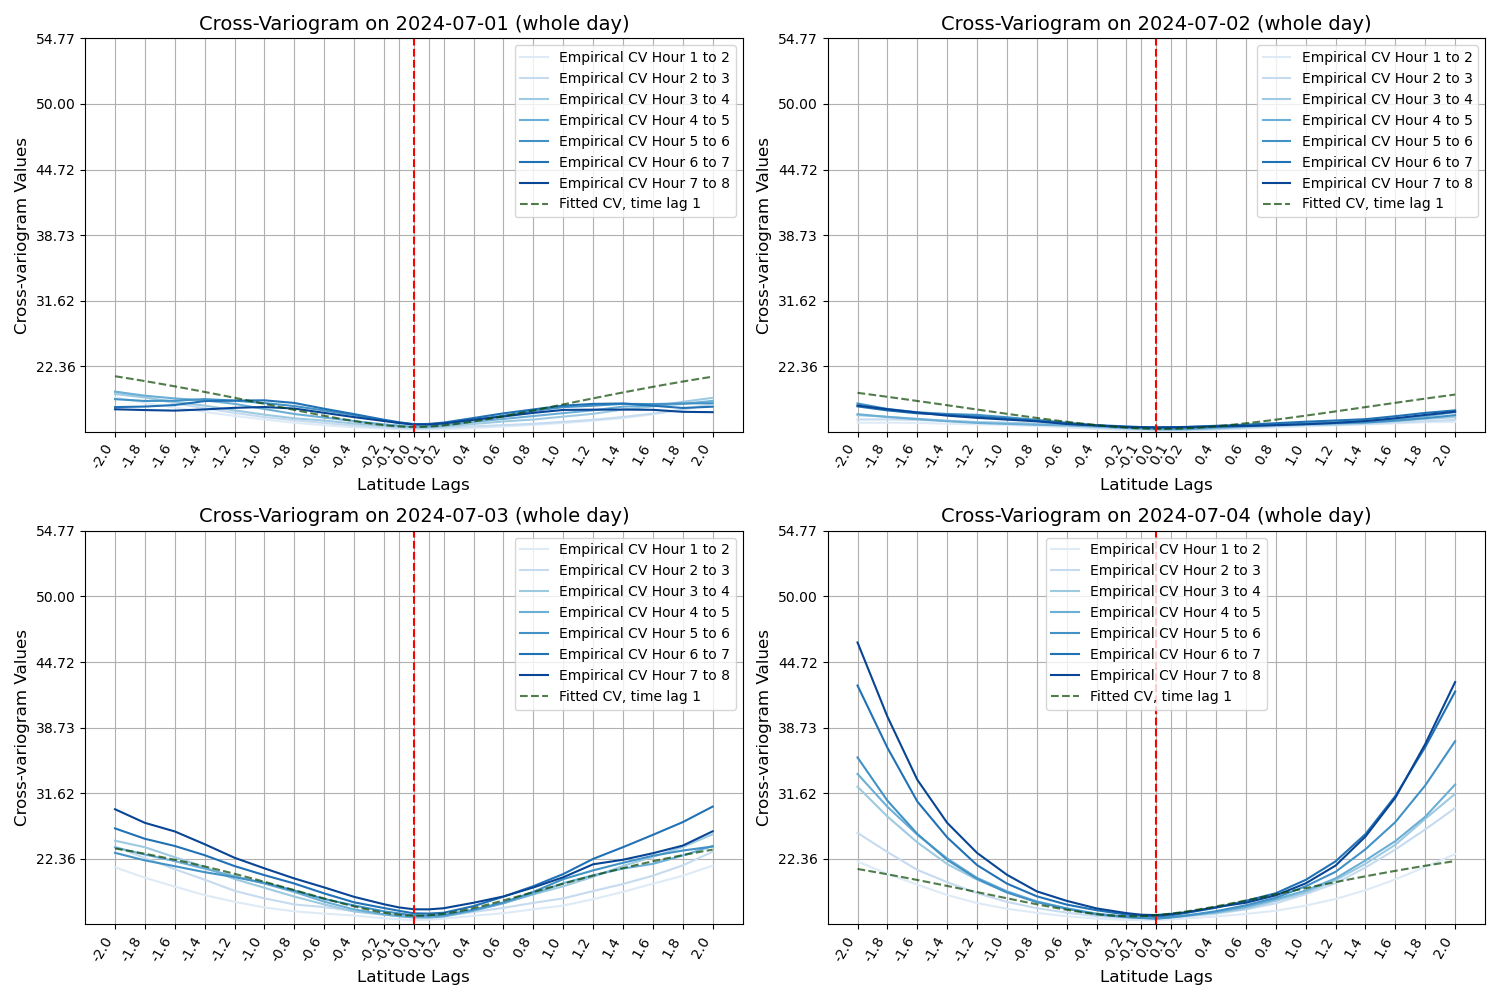 Cross-Variogram on 2024-07-01 (whole day)
Cross-variogram Values
54.77
50.00
44.72
38.73
31.62
22.36
Empirical CV Hour 1 to 2
Empirical CV Hour 2 to 3
Empirical CV Hour 3 to 4
Empirical CV Hour 4 to 5
Empirical CV Hour 5 to 6
Empirical CV Hour 6 to 7
Empirical CV Hour 7 to 8
Fitted CV, time lag 1
-2.0 -1.8 -1.6 -1.4 -1.2 -1.0 -0.8 -0.6 -0.4 -0.2 -0.1 0.0 0.1 0.2 0.4 0.6 0.8 1.0 1.2 1.4 1.6 1.8 2.0
Latitude Lags
Cross-Variogram on 2024-07-02 (whole day)
Cross-variogram Values
54.77
50.00
44.72
38.73
31.62
22.36
Empirical CV Hour 1 to 2
Empirical CV Hour 2 to 3
Empirical CV Hour 3 to 4
Empirical CV Hour 4 to 5
Empirical CV Hour 5 to 6
Empirical CV Hour 6 to 7
Empirical CV Hour 7 to 8
Fitted CV, time lag 1
-2.0 -1.8 -1.6 -1.4 -1.2 -1.0 -0.8 -0.6 -0.4 -0.2 -0.1 0.0 0.1 0.2 0.4 0.6 0.8 1.0 1.2 1.4 1.6 1.8 2.0
Latitude Lags
Cross-Variogram on 2024-07-03 (whole day)
Cross-variogram Values
54.77
50.00
44.72
38.73
31.62
22.36
Empirical CV Hour 1 to 2
Empirical CV Hour 2 to 3
Empirical CV Hour 3 to 4
Empirical CV Hour 4 to 5
Empirical CV Hour 5 to 6
Empirical CV Hour 6 to 7
Empirical CV Hour 7 to 8
Fitted CV, time lag 1
-2.0 -1.8 -1.6 -1.4 -1.2 -1.0 -0.8 -0.6 -0.4 -0.2 -0.1 0.0 0.1 0.2 0.4 0.6 0.8 1.0 1.2 1.4 1.6 1.8 2.0
Latitude Lags
Cross-Variogram on 2024-07-04 (whole day)
Cross-variogram Values
54.77
50.00
44.72
38.73
31.62
22.36
Empirical CV Hour 1 to 2
Empirical CV Hour 2 to 3
Empirical CV Hour 3 to 4
Empirical CV Hour 4 to 5
Empirical CV Hour 5 to 6
Empirical CV Hour 6 to 7
Empirical CV Hour 7 to 8
Fitted CV, time lag 1
-2.0 -1.8 -1.6 -1.4 -1.2 -1.0 -0.8 -0.6 -0.4 -0.2 -0.1 0.0 0.1 0.2 0.4 0.6 0.8 1.0 1.2 1.4 1.6 1.8 2.0
Latitude Lags